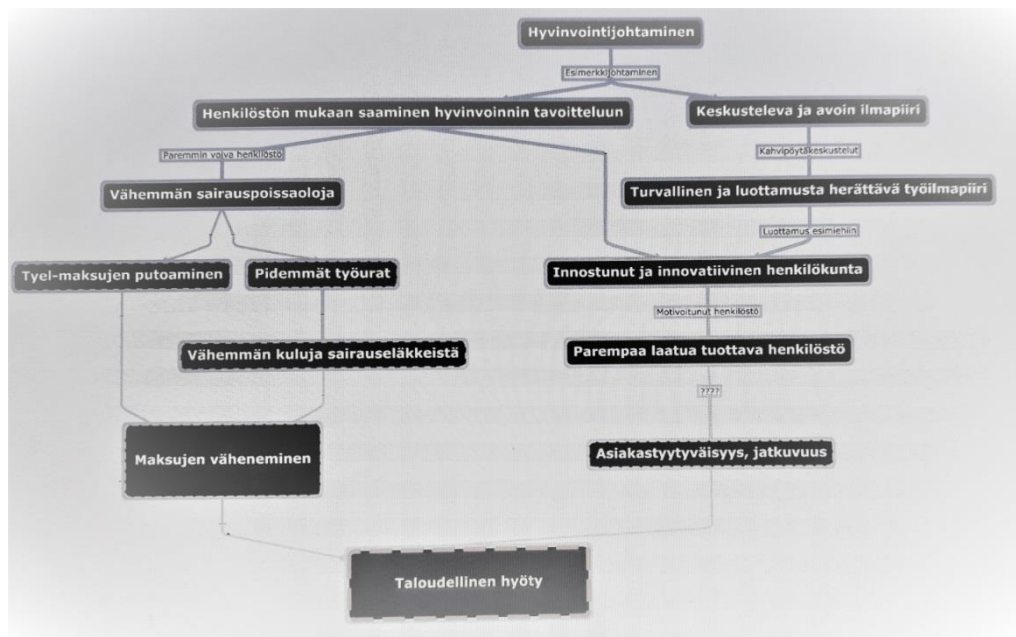 Hyvinvointijohtaminen
Esimerkkijohtaminen
Henkilöstön mukaan saaminen hyvinvoinnin tavoitteluun
Keskusteleva ja avoin ilmapiiri
Paremmin voiva henkilöstö
Kahvipöytäkeskustelut
Vähemmän sairauspoissaoloja
Turvallinen ja luottamusta herättävä työilmapiiri
Luottamus esimiehiin
Tyel-maksujen putoaminen
Pidemmät työurat
Innostunut ja innovatiivinen henkilökunta
Motivoitunut henkilöstö
Vähemmän kuluja sairauseläkkeistä
Parempaa laatua tuottava henkilöstö
????
Maksujen väheneminen
Asiakastyytyväisyys, jatkuvuus
Taloudellinen hyöty